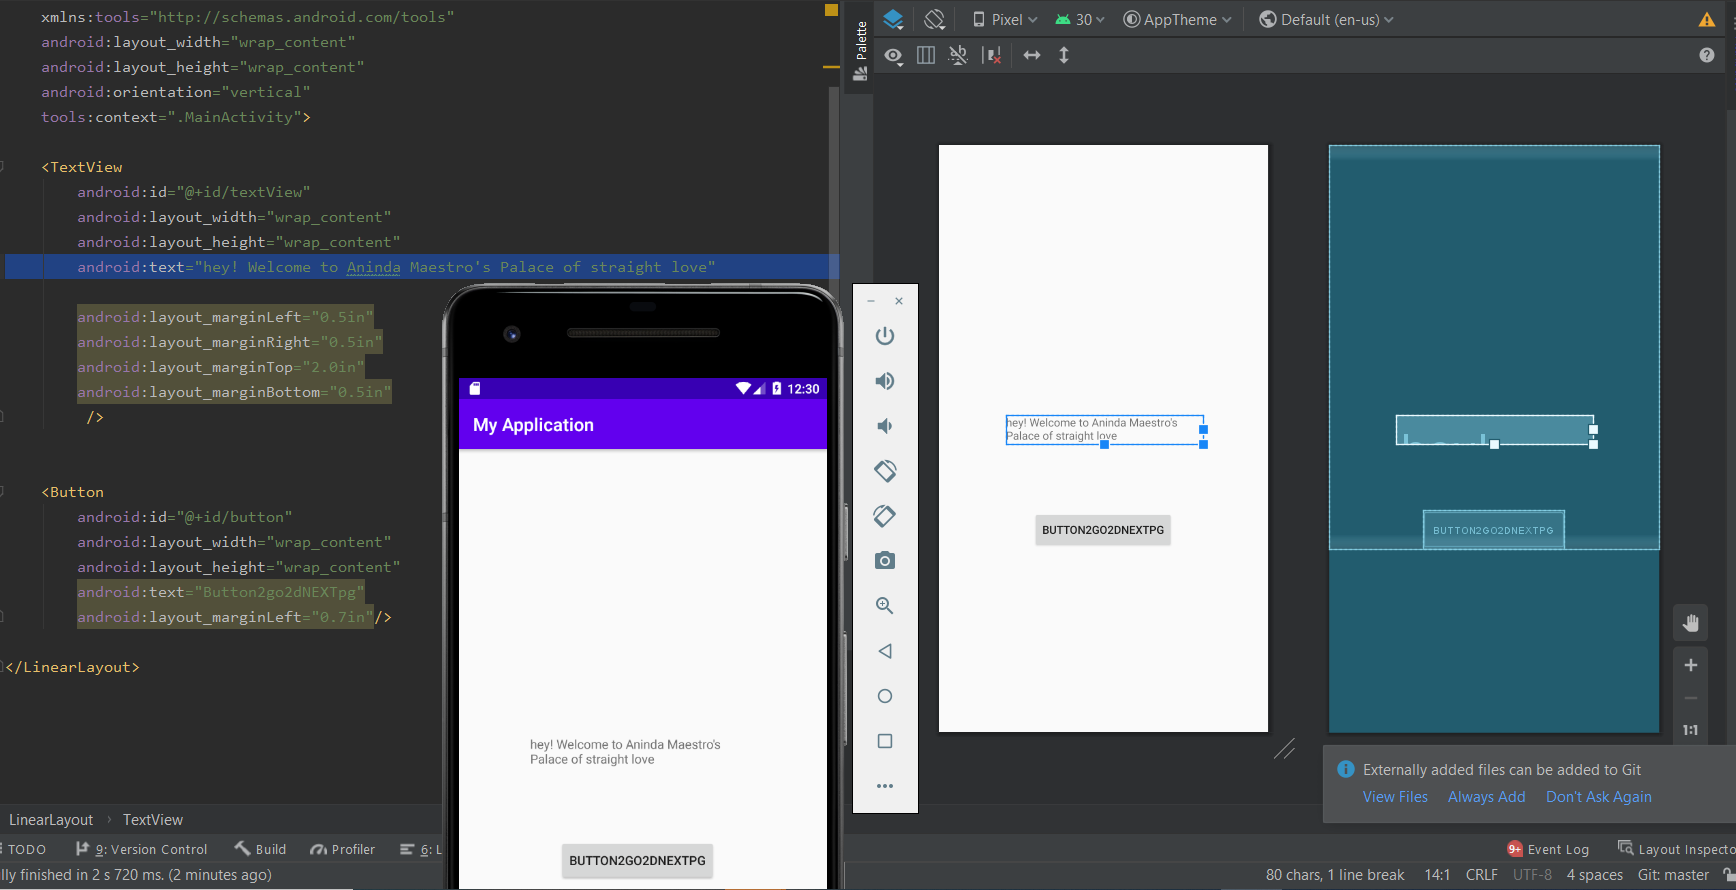 xmlns:tools="http://schemas.android.com/tools"
android:layout_width="wrap_content"
android:layout_height="wrap_content"
android:orientation="vertical"
tools:context=".MainActivity">
<TextView
android:id="@+id/textView"
android:layout_width="wrap_content"
android:layout_height="wrap_content"
android:text="hey! Welcome to Aninda Maestro's Palace of straight love"
android:layout_marginLeft="0.5in"
android:layout_marginRight="0.5in"
android:layout_marginTop="2.0in"
android:layout_marginBottom="0.5in"
/>
<Button
android:id="@+id/button"
android:layout_width="wrap_content"
android:layout_height="wrap_content"
android:text="Button2go2dNEXTpg"
android:layout_marginLeft="0.7in"/>
</LinearLayout>
12:30
My Application
hey! Welcome to Aninda Maestro's
Palace of straight love
BUTTON2GO2DNEXTPG
Palette
Pixel 30 AppTheme Default (en-us)
hey! Welcome to Aninda Maestro's
Palace of straight love
BUTTON2GO2DNEXTPG
BUTTON2GO2DNEXTPG
1:1
Externally added files can be added to Git
View Files Always Add Don't Ask Again
LinearLayout › TextView
TODO 9: Version Control Build Profiler 6: L
9+ Event Log Layout Inspecto
lly finished in 2 s 720 ms. (2 minutes ago)
80 chars, 1 line break 14:1 CRLF UTF-8 4 spaces Git: master